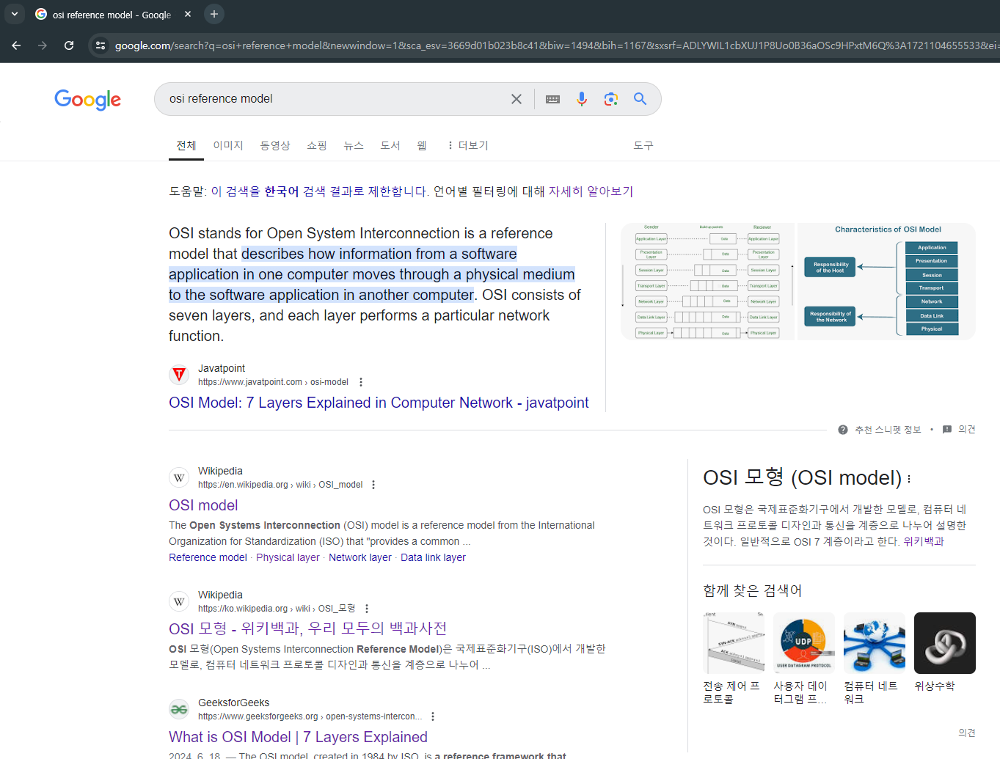 osi reference model - Google
google.com/search?q=osi+reference+model&newwindow=1&sca_esv=3669d01b023b8c41&biw=1494&bih=1167&sxsrf=ADLYWIL1cbXUJ1P8Uo0B36aOSc9HPxtM6Q%3A1721104655533&ei=
Google
osi reference model
전체 이미지 동영상 쇼핑 뉴스 도서 웹 더보기 도구
도움말: 이 검색을 한국어 검색 결과로 제한합니다. 언어별 필터링에 대해 자세히 알아보기
OSI stands for Open System Interconnection is a reference
model that describes how information from a software
application in one computer moves through a physical medium
to the software application in another computer. OSI consists of
seven layers, and each layer performs a particular network
function.
Javatpoint
https://www.javatpoint.com › osi-model
OSI Model: 7 Layers Explained in Computer Network - javatpoint
Sender Build up packets Reciever
Application Layer Data Application Layer
Presentation Layer Data Presentation Layer
Session Layer Data Session Layer
Transport Layer Data Transport Layer
Network Layer Data Network Layer
Data Link Layer Data Data Link Layer
Physical Layer Data Physical Layer
Characteristics of OSI Model
Responsibility
of the Host
Responsibility of
the Network
Application
Presentation
Session
Transport
Network
Data Link
Physical
추천 스니펫 정보 • 의견
Wikipedia
https://en.wikipedia.org › wiki › OSI_model
OSI model
The Open Systems Interconnection (OSI) model is a reference model from the International
Organization for Standardization (ISO) that "provides a common ...
Reference model · Physical layer · Network layer · Data link layer
Wikipedia
https://ko.wikipedia.org › wiki › OSI_모형
OSI 모형 - 위키백과, 우리 모두의 백과사전
OSI 모형(Open Systems Interconnection Reference Model)은 국제표준화기구(ISO)에서 개발한
모델로, 컴퓨터 네트워크 프로토콜 디자인과 통신을 계층으로 나누어 ...
GeeksforGeeks
https://www.geeksforgeeks.org › open-systems-intercon...
What is OSI Model | 7 Layers Explained
2024. 6. 18. — The OSI model, created in 1984 by ISO, is a reference framework that
OSI 모형 (OSI model)
OSI 모형은 국제표준화기구에서 개발한 모델로, 컴퓨터 네
트워크 프로토콜 디자인과 통신을 계층으로 나누어 설명한
것이다. 일반적으로 OSI 7 계층이라고 한다. 위키백과
함께 찾은 검색어
UDP
USER DATAGRAM PROTOCOL
전송 제어 프
로토콜
사용자 데이
터그램 프...
컴퓨터 네트
워크
위상수학
의견